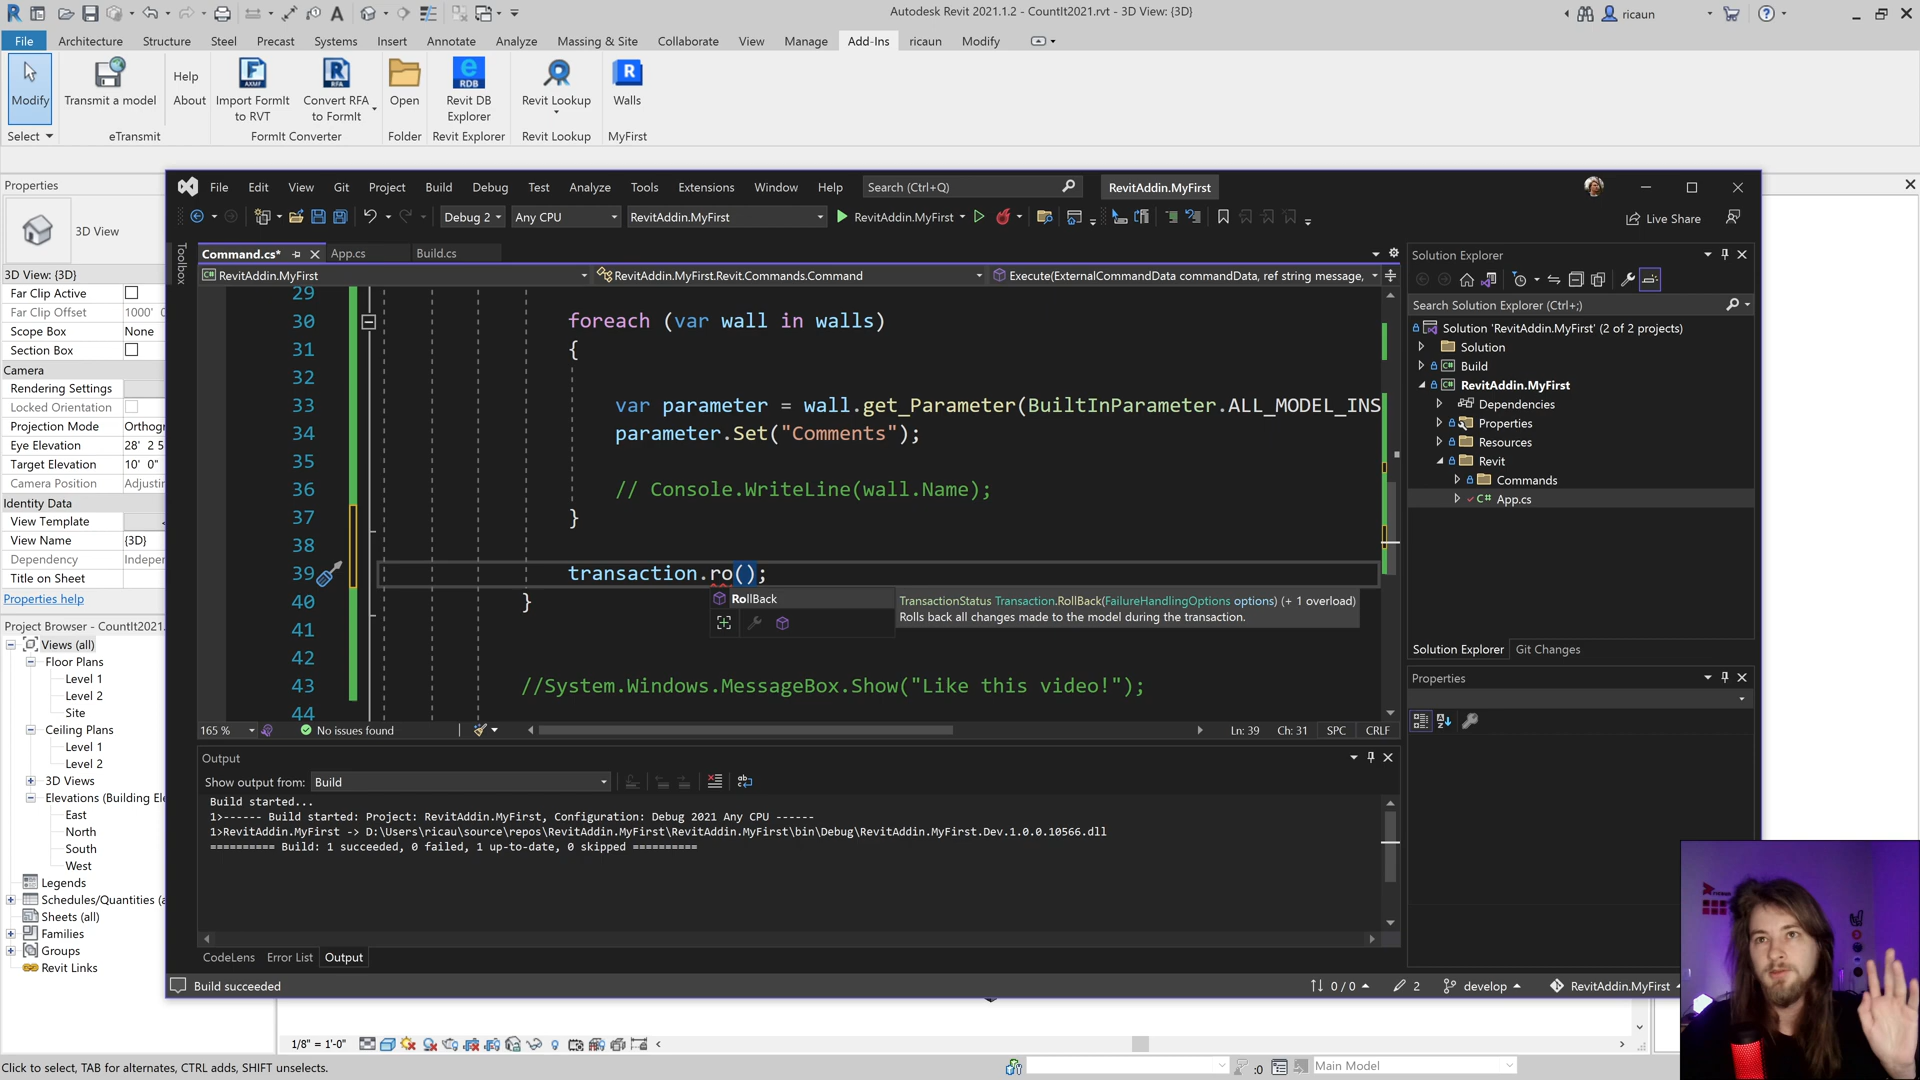 Autodesk Revit 2021.1.2 - CountIt2021.rvt - 3D View: {3D}
ricaun
File Architecture Structure Steel Precast Systems Insert Annotate Analyze Massing & Site Collaborate View Manage Add-Ins ricaun Modify
Modify
Transmit a model
Help
About
Import FormIt to RVT
Convert RFA to FormIt
Open
Revit DB Explorer
Revit Lookup
Walls
Select
eTransmit
FormIt Converter
Folder
Revit Explorer
Revit Lookup
MyFirst
Properties
3D View
3D View: {3D}
Far Clip Active
Far Clip Offset 1000' 0
Scope Box None
Section Box
Camera
Rendering Settings
Locked Orientation
Projection Mode Orthogr
Eye Elevation 28' 2 5
Target Elevation 10' 0"
Camera Position Adjustin
Identity Data
View Template
View Name {3D}
Dependency Indepen
Title on Sheet
Properties help
Project Browser - CountIt2021.
Views (all)
Floor Plans
Level 1
Level 2
Site
Ceiling Plans
Level 1
Level 2
3D Views
Elevations (Building Ele
East
North
South
West
Legends
Schedules/Quantities (a
Sheets (all)
Families
Groups
Revit Links
File Edit View Git Project Build Debug Test Analyze Tools Extensions Window Help Search (Ctrl+Q) RevitAddin.MyFirst
Debug 2 Any CPU RevitAddin.MyFirst RevitAddin.MyFirst Live Share
Toolbox
Command.cs* App.cs Build.cs
RevitAddin.MyFirst RevitAddin.MyFirst.Revit.Commands.Command Execute(ExternalCommandData commandData, ref string message,
29
30 foreach (var wall in walls)
31 {
32
33 var parameter = wall.get_Parameter(BuiltInParameter.ALL_MODEL_INS
34 parameter.Set("Comments");
35
36 // Console.WriteLine(wall.Name);
37 }
38
39 transaction.ro();
RollBack
TransactionStatus Transaction.RollBack(FailureHandlingOptions options) (+ 1 overload)
Rolls back all changes made to the model during the transaction.
40 }
41
42
43 //System.Windows.MessageBox.Show("Like this video!");
44
165 % No issues found Ln: 39 Ch: 31 SPC CRLF
Output
Show output from: Build
Build started...
1>------ Build started: Project: RevitAddin.MyFirst, Configuration: Debug 2021 Any CPU ------
1>RevitAddin.MyFirst -> D:\Users\ricau\source\repos\RevitAddin.MyFirst\RevitAddin.MyFirst\bin\Debug\RevitAddin.MyFirst.Dev.1.0.0.10566.dll
========== Build: 1 succeeded, 0 failed, 1 up-to-date, 0 skipped ==========
CodeLens Error List Output
Build succeeded 0 / 0 2 develop RevitAddin.MyFirst
Solution Explorer
Search Solution Explorer (Ctrl+;)
Solution 'RevitAddin.MyFirst' (2 of 2 projects)
Solution
Build
RevitAddin.MyFirst
Dependencies
Properties
Resources
Revit
Commands
C# App.cs
Solution Explorer Git Changes
Properties
1/8" = 1'-0"
Click to select, TAB for alternates, CTRL adds, SHIFT unselects.
:0
Main Model